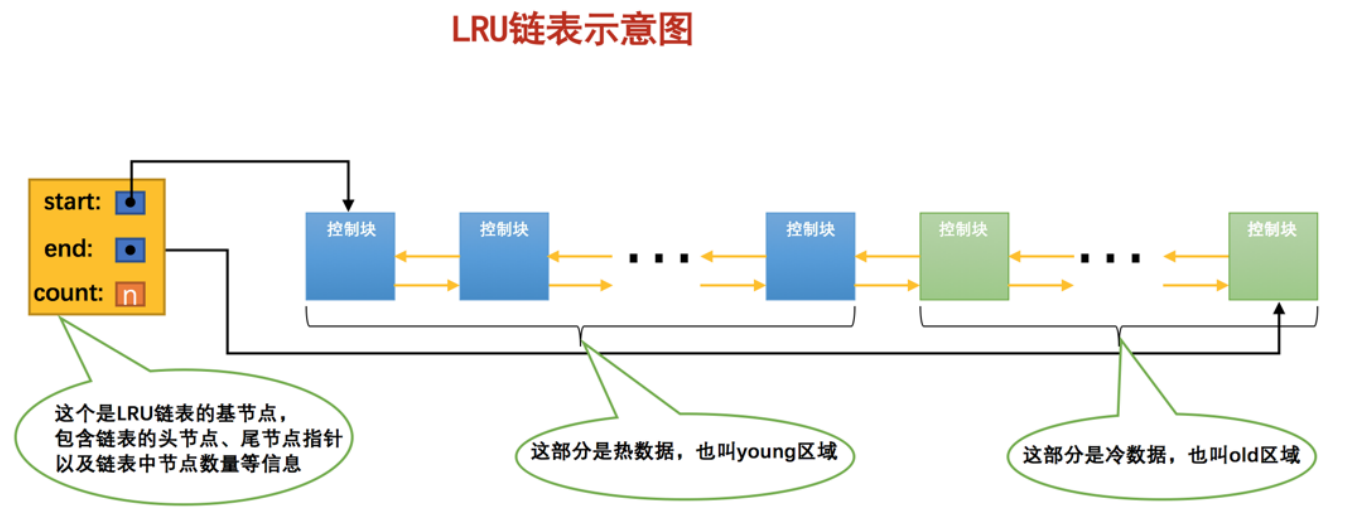 LRU链表示意图
start:
end:
count: n
控制块
控制块
控制块
控制块
控制块
这个是LRU链表的基节点，
包含链表的头节点、尾节点指针
以及链表中节点数量等信息
这部分是热数据，也叫young区域
这部分是冷数据，也叫old区域